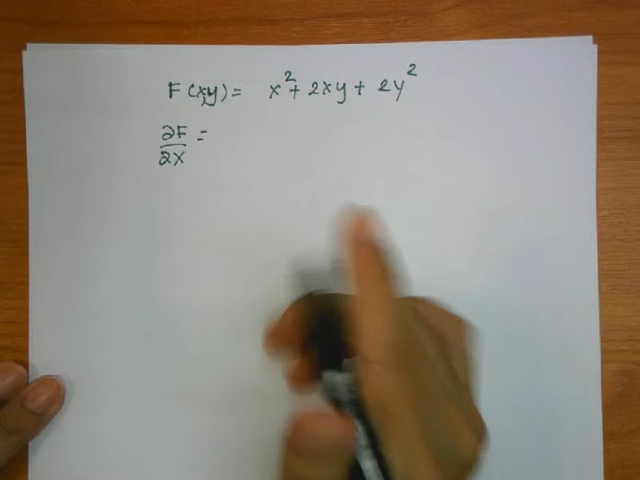 F(x,y) = x²+ 2xy + 2y²
∂F/∂x =